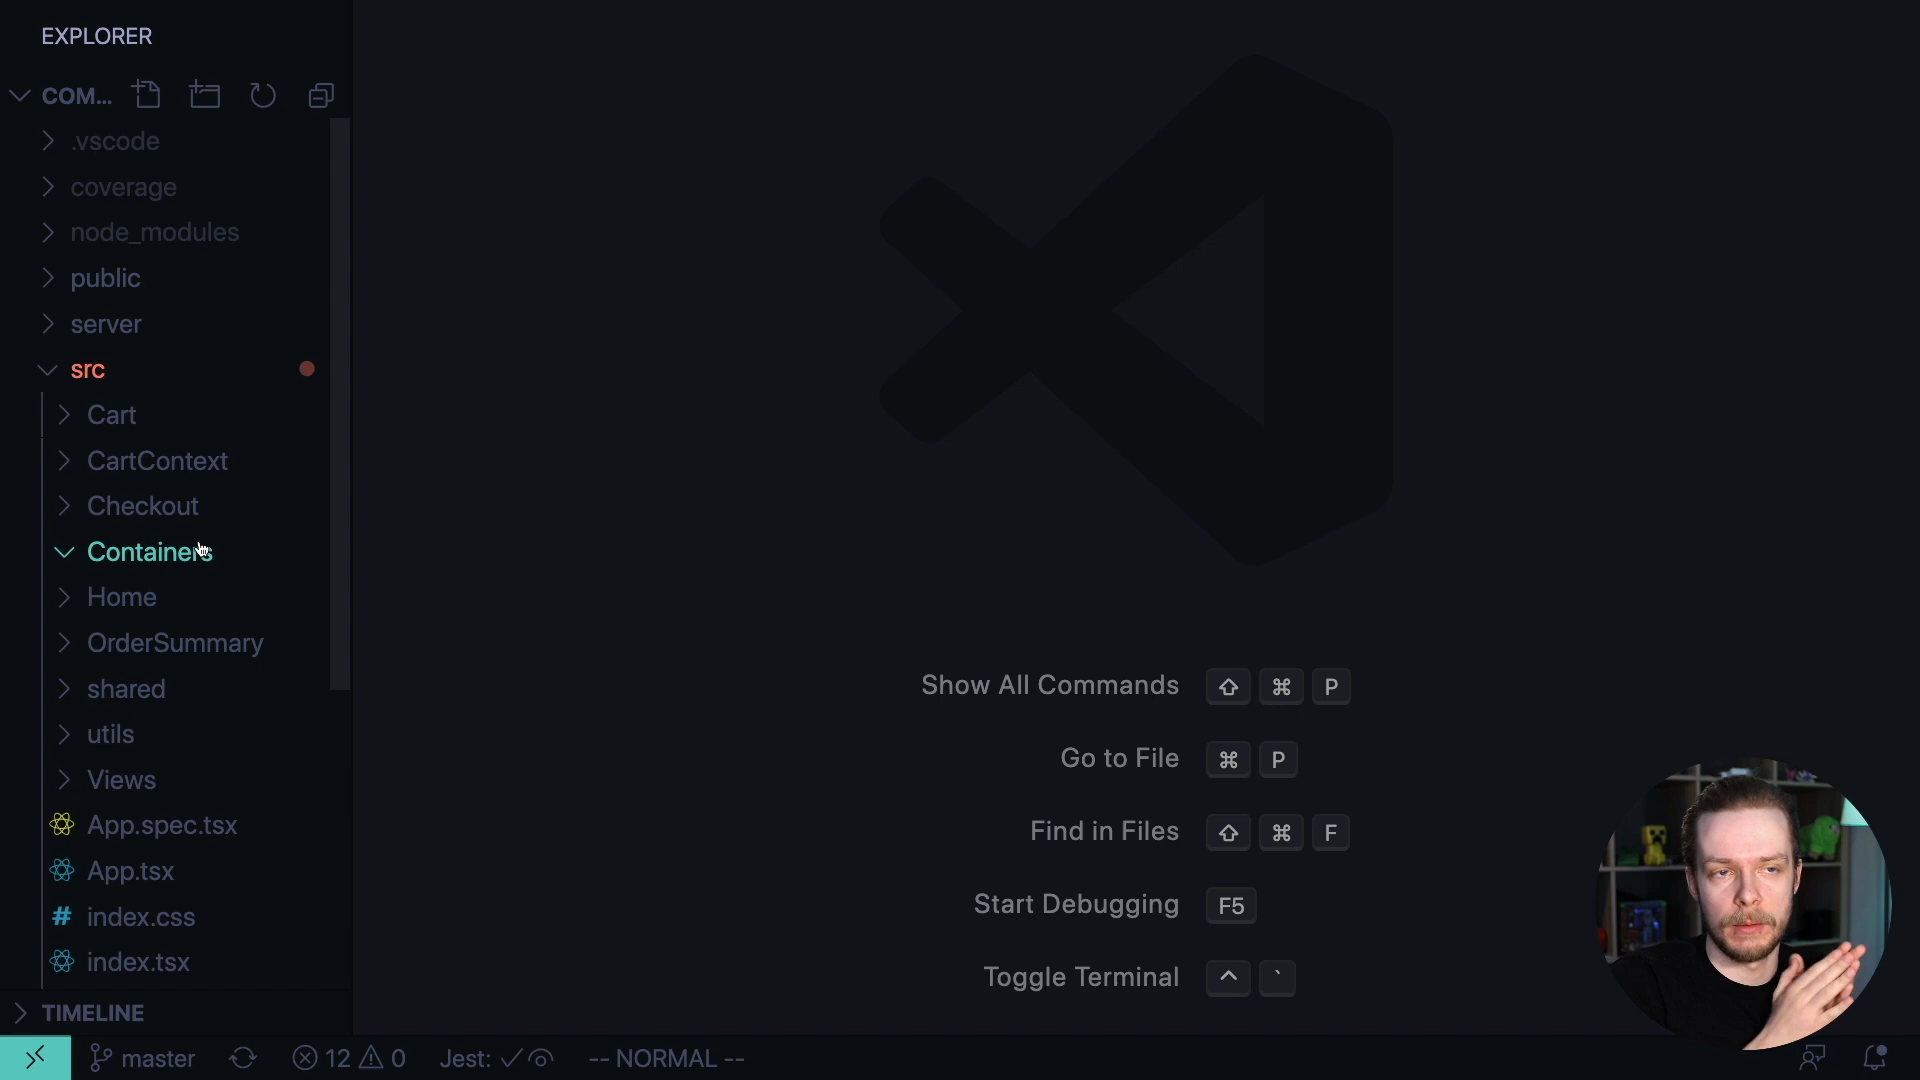 EXPLORER
COM...
.vscode
coverage
node_modules
public
server
src
Cart
CartContext
Checkout
Containers
Home
OrderSummary
shared
utils
Views
App.spec.tsx
App.tsx
# index.css
index.tsx
TIMELINE
Show All Commands ⇧ ⌘ P
Go to File ⌘ P
Find in Files ⇧ ⌘ F
Start Debugging F5
Toggle Terminal ^ `
master 12 0 Jest: ✓ -- NORMAL --